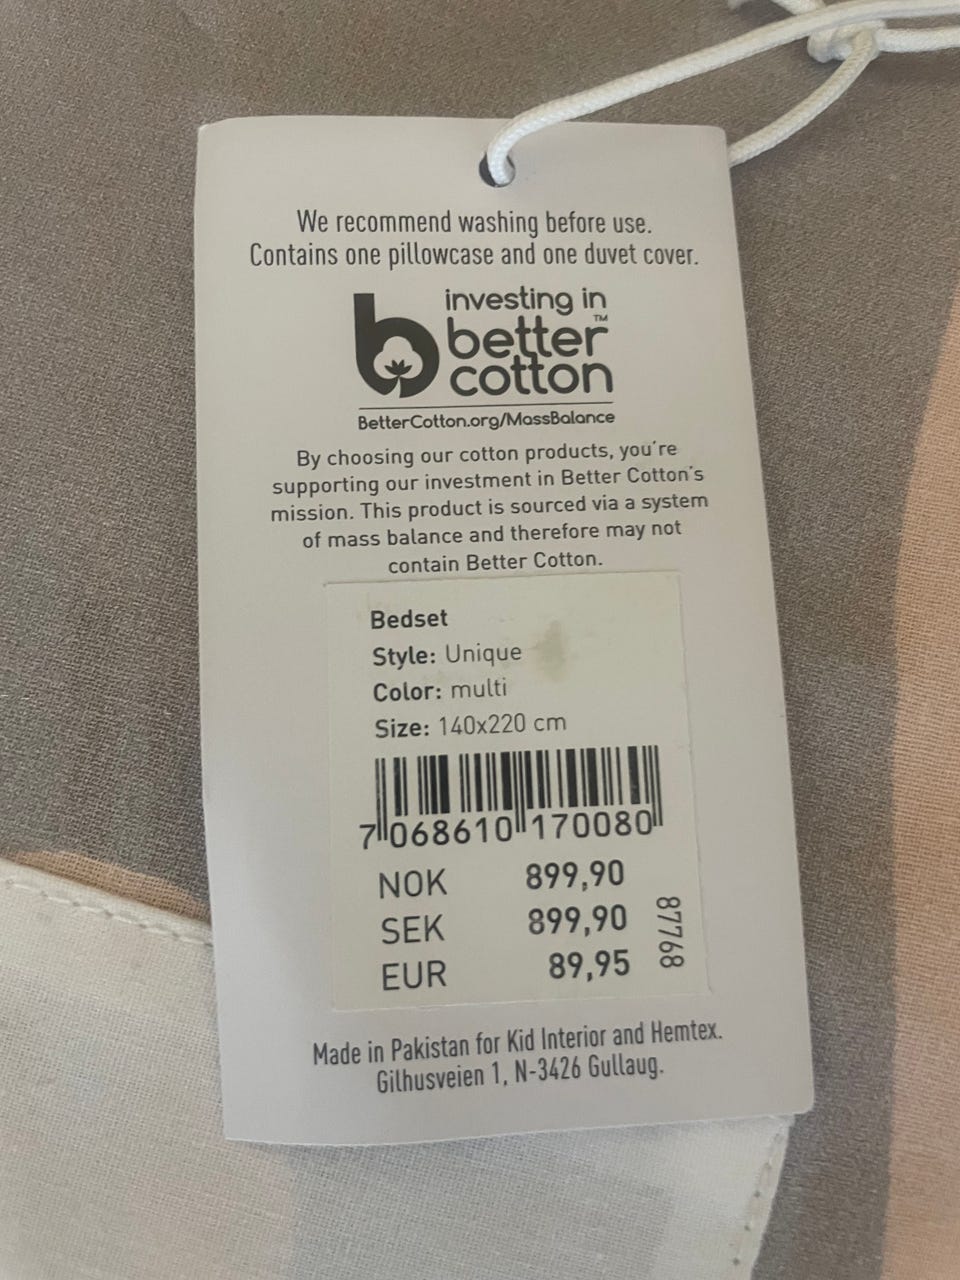 We recommend washing before use.
Contains one pillowcase and one duvet cover.
b investing in
better™
cotton
BetterCotton.org/MassBalance
By choosing our cotton products, you're
supporting our investment in Better Cotton's
mission. This product is sourced via a system
of mass balance and therefore may not
contain Better Cotton.
Bedset
Style: Unique
Color: multi
Size: 140x220 cm
7 068610 170080
NOK 899,90
SEK 899,90
EUR 89,95
87768
Made in Pakistan for Kid Interior and Hemtex.
Gilhusveien 1, N-3426 Gullaug.